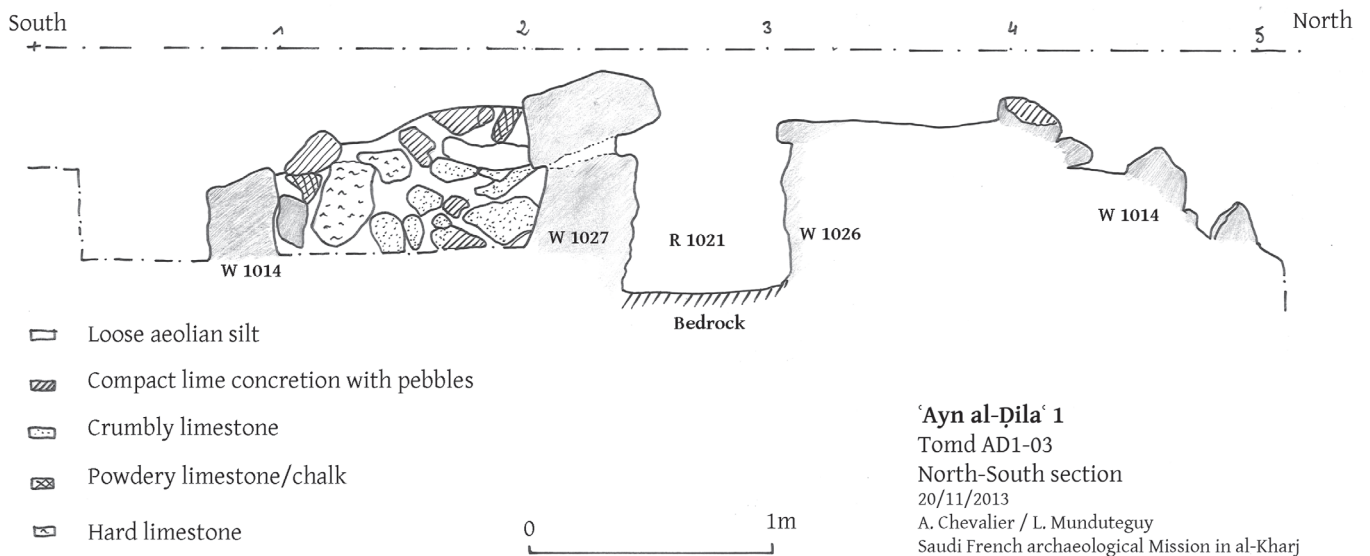 South
1 2 3 4 5
North
W 1014
W 1027
R 1021
W 1026
W 1014
Bedrock
Loose aeolian silt
Compact lime concretion with pebbles
Crumbly limestone
Powdery limestone/chalk
Hard limestone
0 1m
ʿAyn al-Ḍilaʿ 1
Tomd AD1-03
North-South section
20/11/2013
A. Chevalier / L. Munduteguy
Saudi French archaeological Mission in al-Kharj